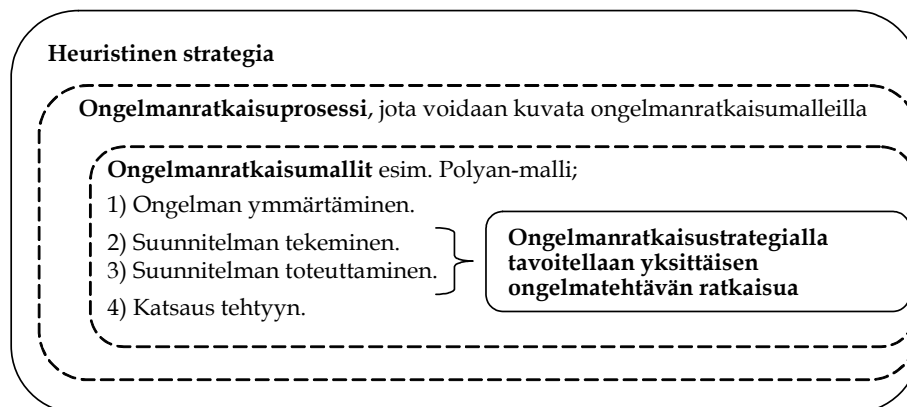 Heuristinen strategia
Ongelmanratkaisuprosessi, jota voidaan kuvata ongelmanratkaisumalleilla
Ongelmanratkaisumallit esim. Polyan-malli;
1) Ongelman ymmärtäminen.
2) Suunnitelman tekeminen.
3) Suunnitelman toteuttaminen.
4) Katsaus tehtyyn.
Ongelmanratkaisustrategialla
tavoitellaan yksittäisen
ongelmatehtävän ratkaisua